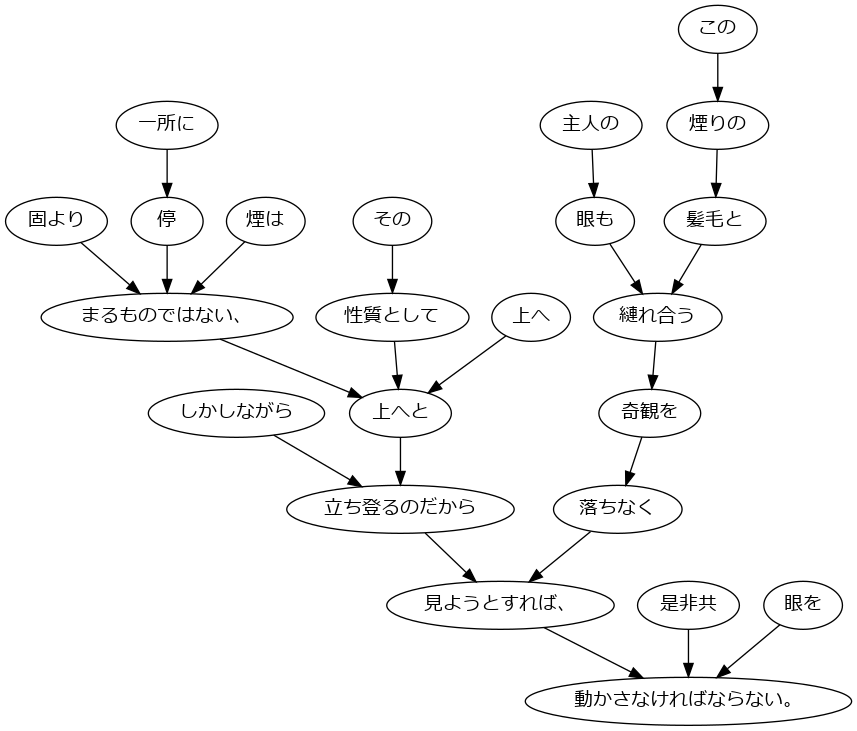 この
一所に
主人の
煙りの
固より
停
煙は
その
眼も
髪毛と
まるものではない、
性質として
上へ
縺れ合う
しかしながら
上へと
奇観を
立ち登るのだから
落ちなく
見ようとすれば、
是非共
眼を
動かさなければならない。